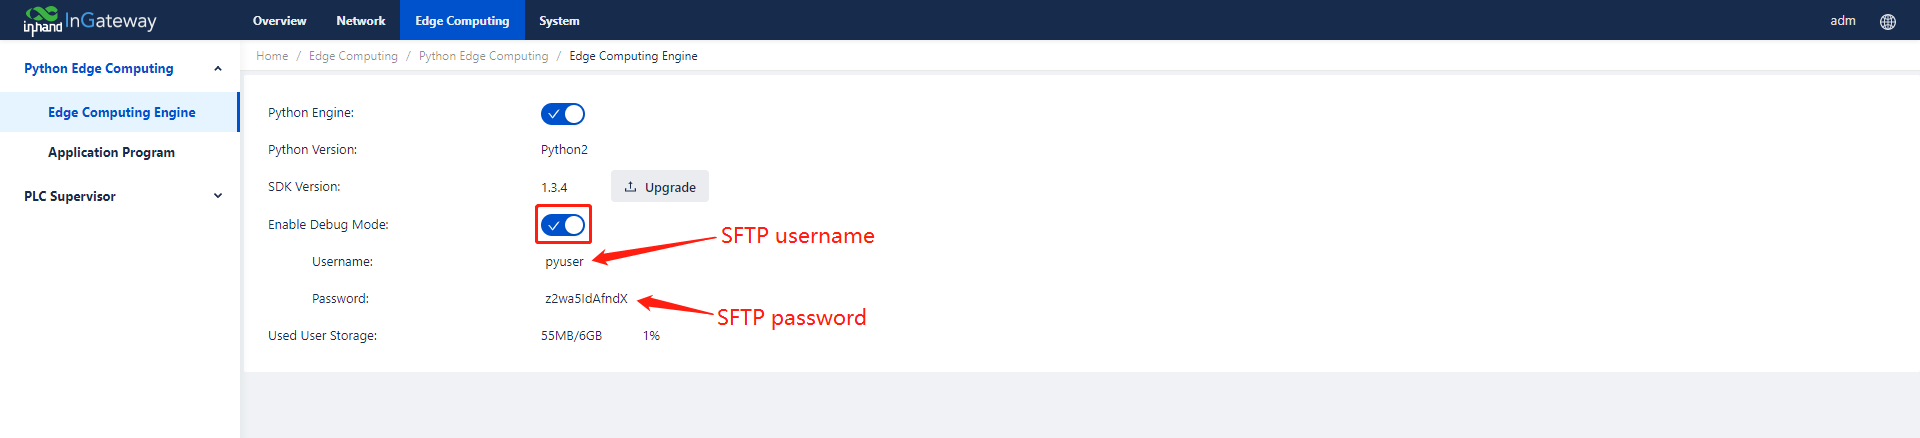 inhand InGateway Overview Network Edge Computing System adm
Python Edge Computing
Edge Computing Engine
Application Program
PLC Supervisor
Home / Edge Computing / Python Edge Computing / Edge Computing Engine
Python Engine:
Python Version: Python2
SDK Version: 1.3.4 Upgrade
Enable Debug Mode:
SFTP username
Username: pyuser
Password: z2wa5IdAfndX
SFTP password
Used User Storage: 55MB/6GB 1%